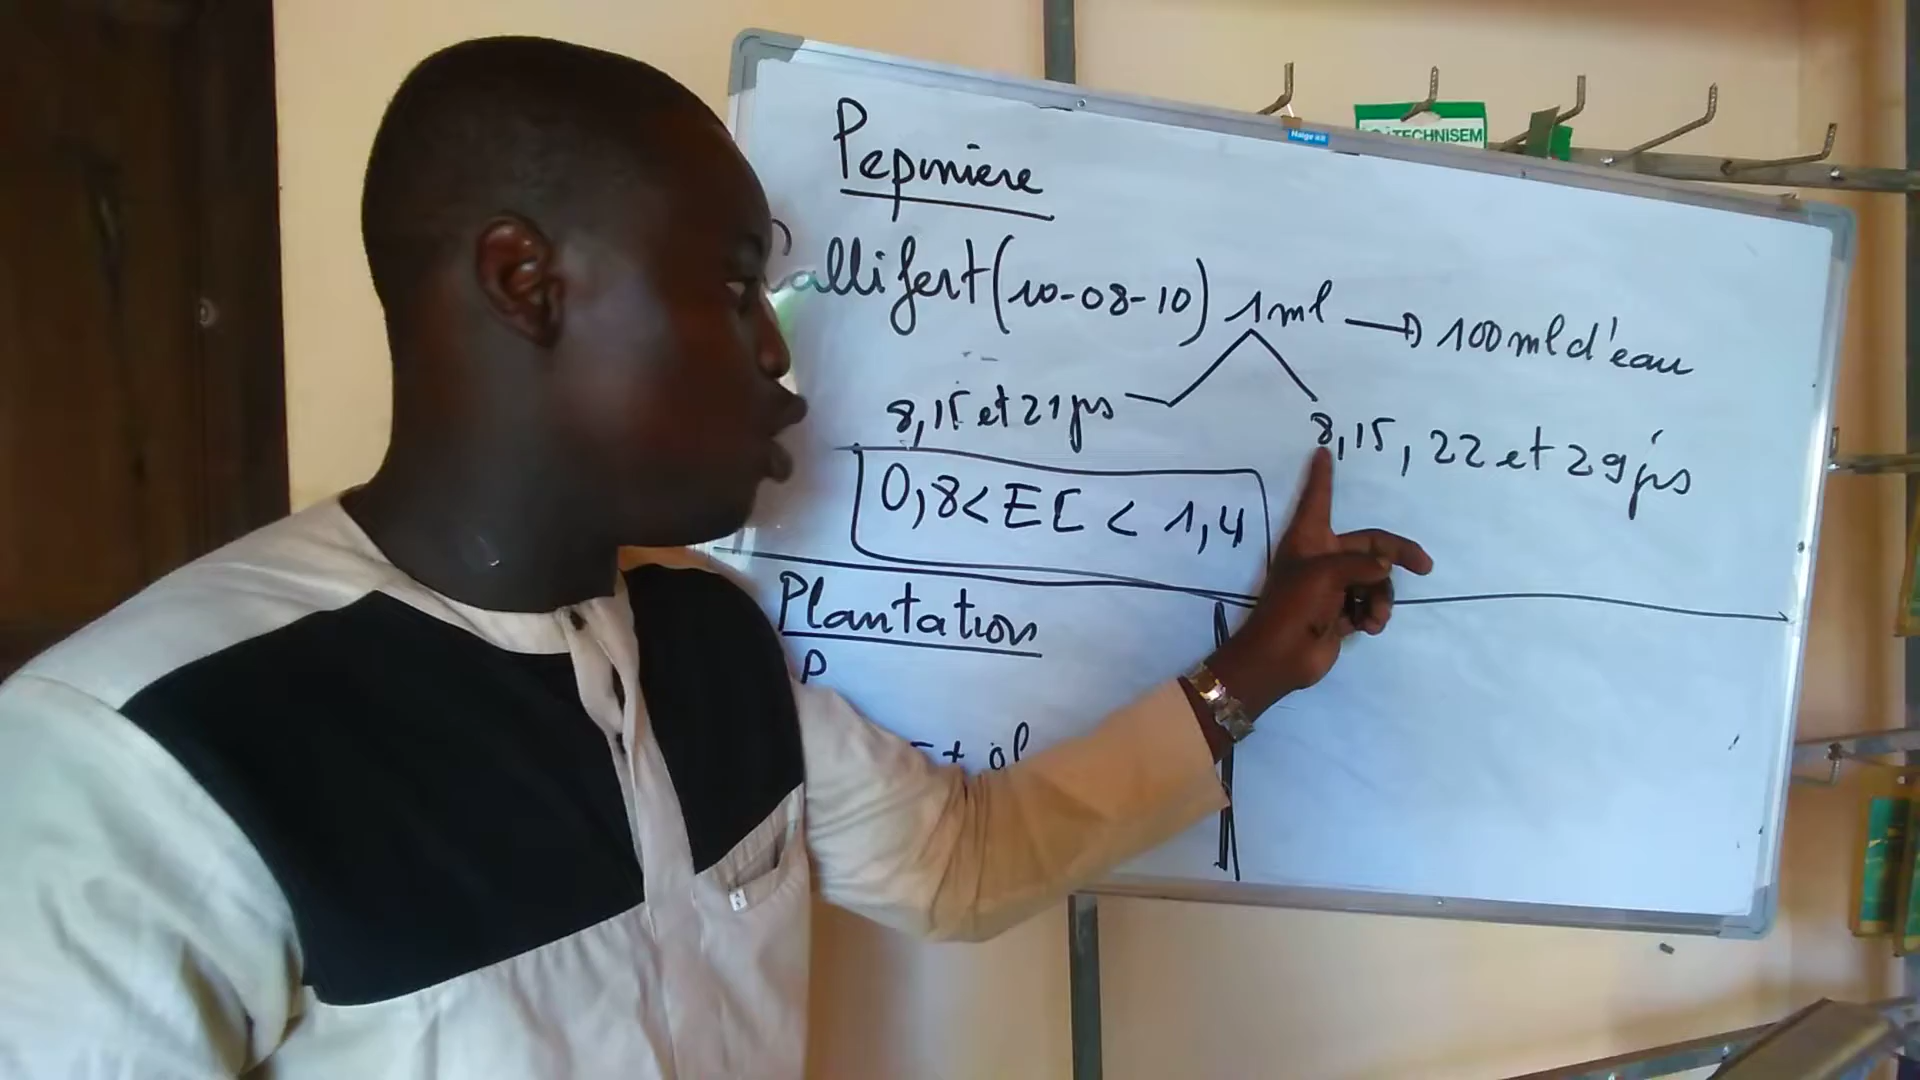 TECHNISEM
Pepiniere
Callifert (10-08-10) 1ml → 100ml d'eau
8, 15 et 21 jrs
8, 15, 22 et 29 jrs
0,8 < EC < 1,4
Plantation
P